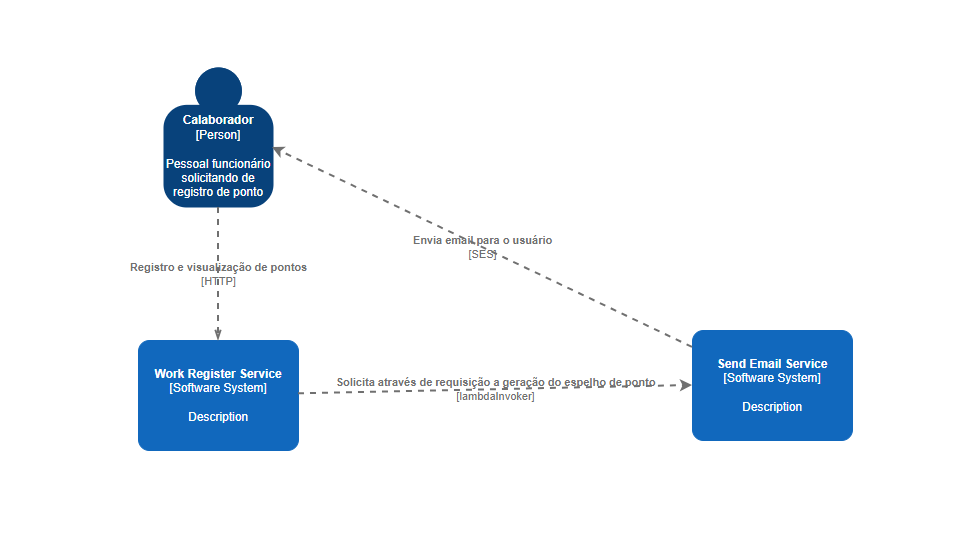 Calaborador
[Person]
Pessoal funcionário
solicitando de
registro de ponto
Envia email para o usuário
[SES]
Registro e visualização de pontos
[HTTP]
Work Register Service
[Software System]
Description
Solicita através de requisição a geração do espelho de ponto
[lambdaInvoker]
Send Email Service
[Software System]
Description